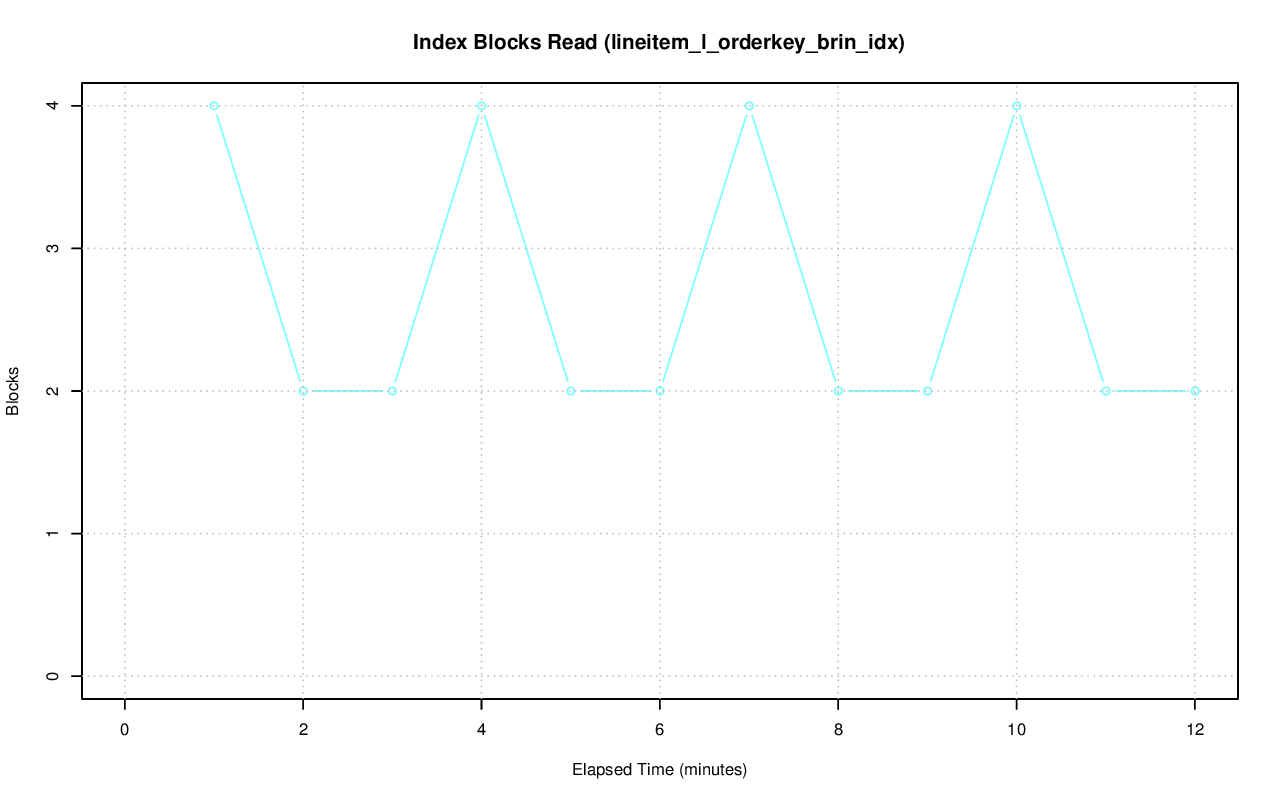 Index Blocks Read (lineitem_l_orderkey_brin_idx)
4
3
2
1
0
Blocks
0 2 4 6 8 10 12
Elapsed Time (minutes)